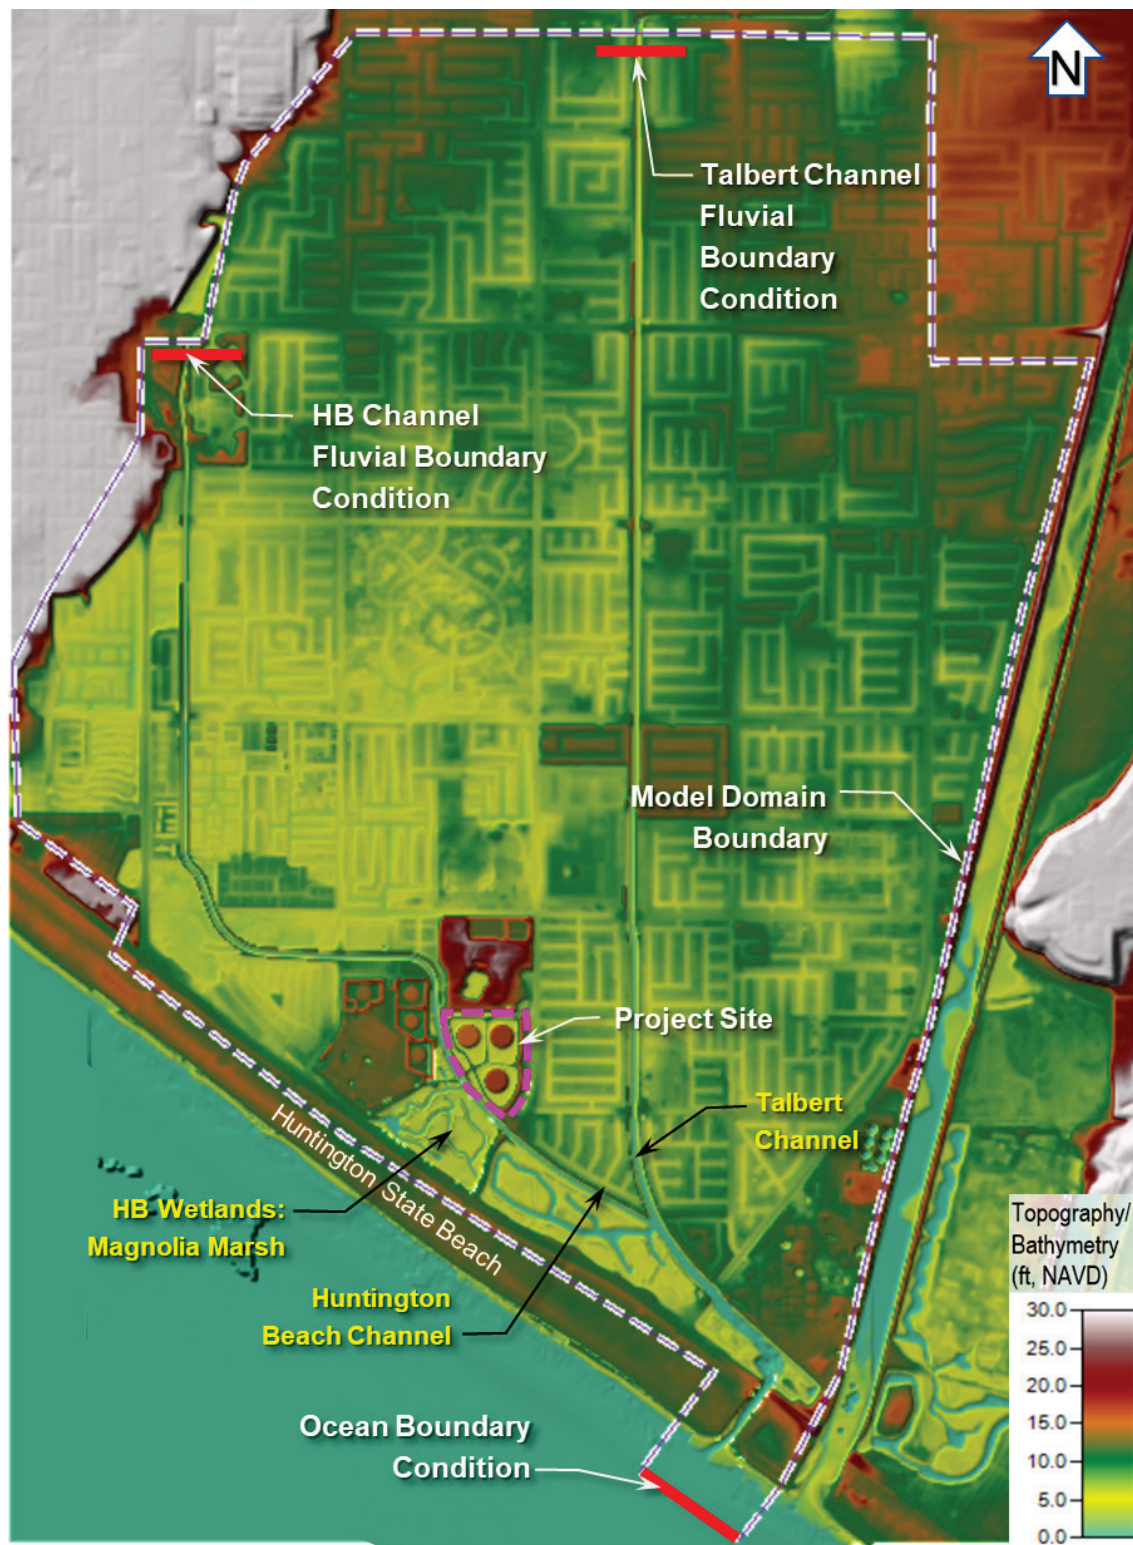 N
Talbert Channel
Fluvial
Boundary
Condition
HB Channel
Fluvial Boundary
Condition
Model Domain
Boundary
Project Site
Talbert
Channel
Huntington State Beach
HB Wetlands:
Magnolia Marsh
Huntington
Beach Channel
Ocean Boundary
Condition
Topography/
Bathymetry
(ft, NAVD)
30.0
25.0
20.0
15.0
10.0
5.0
0.0